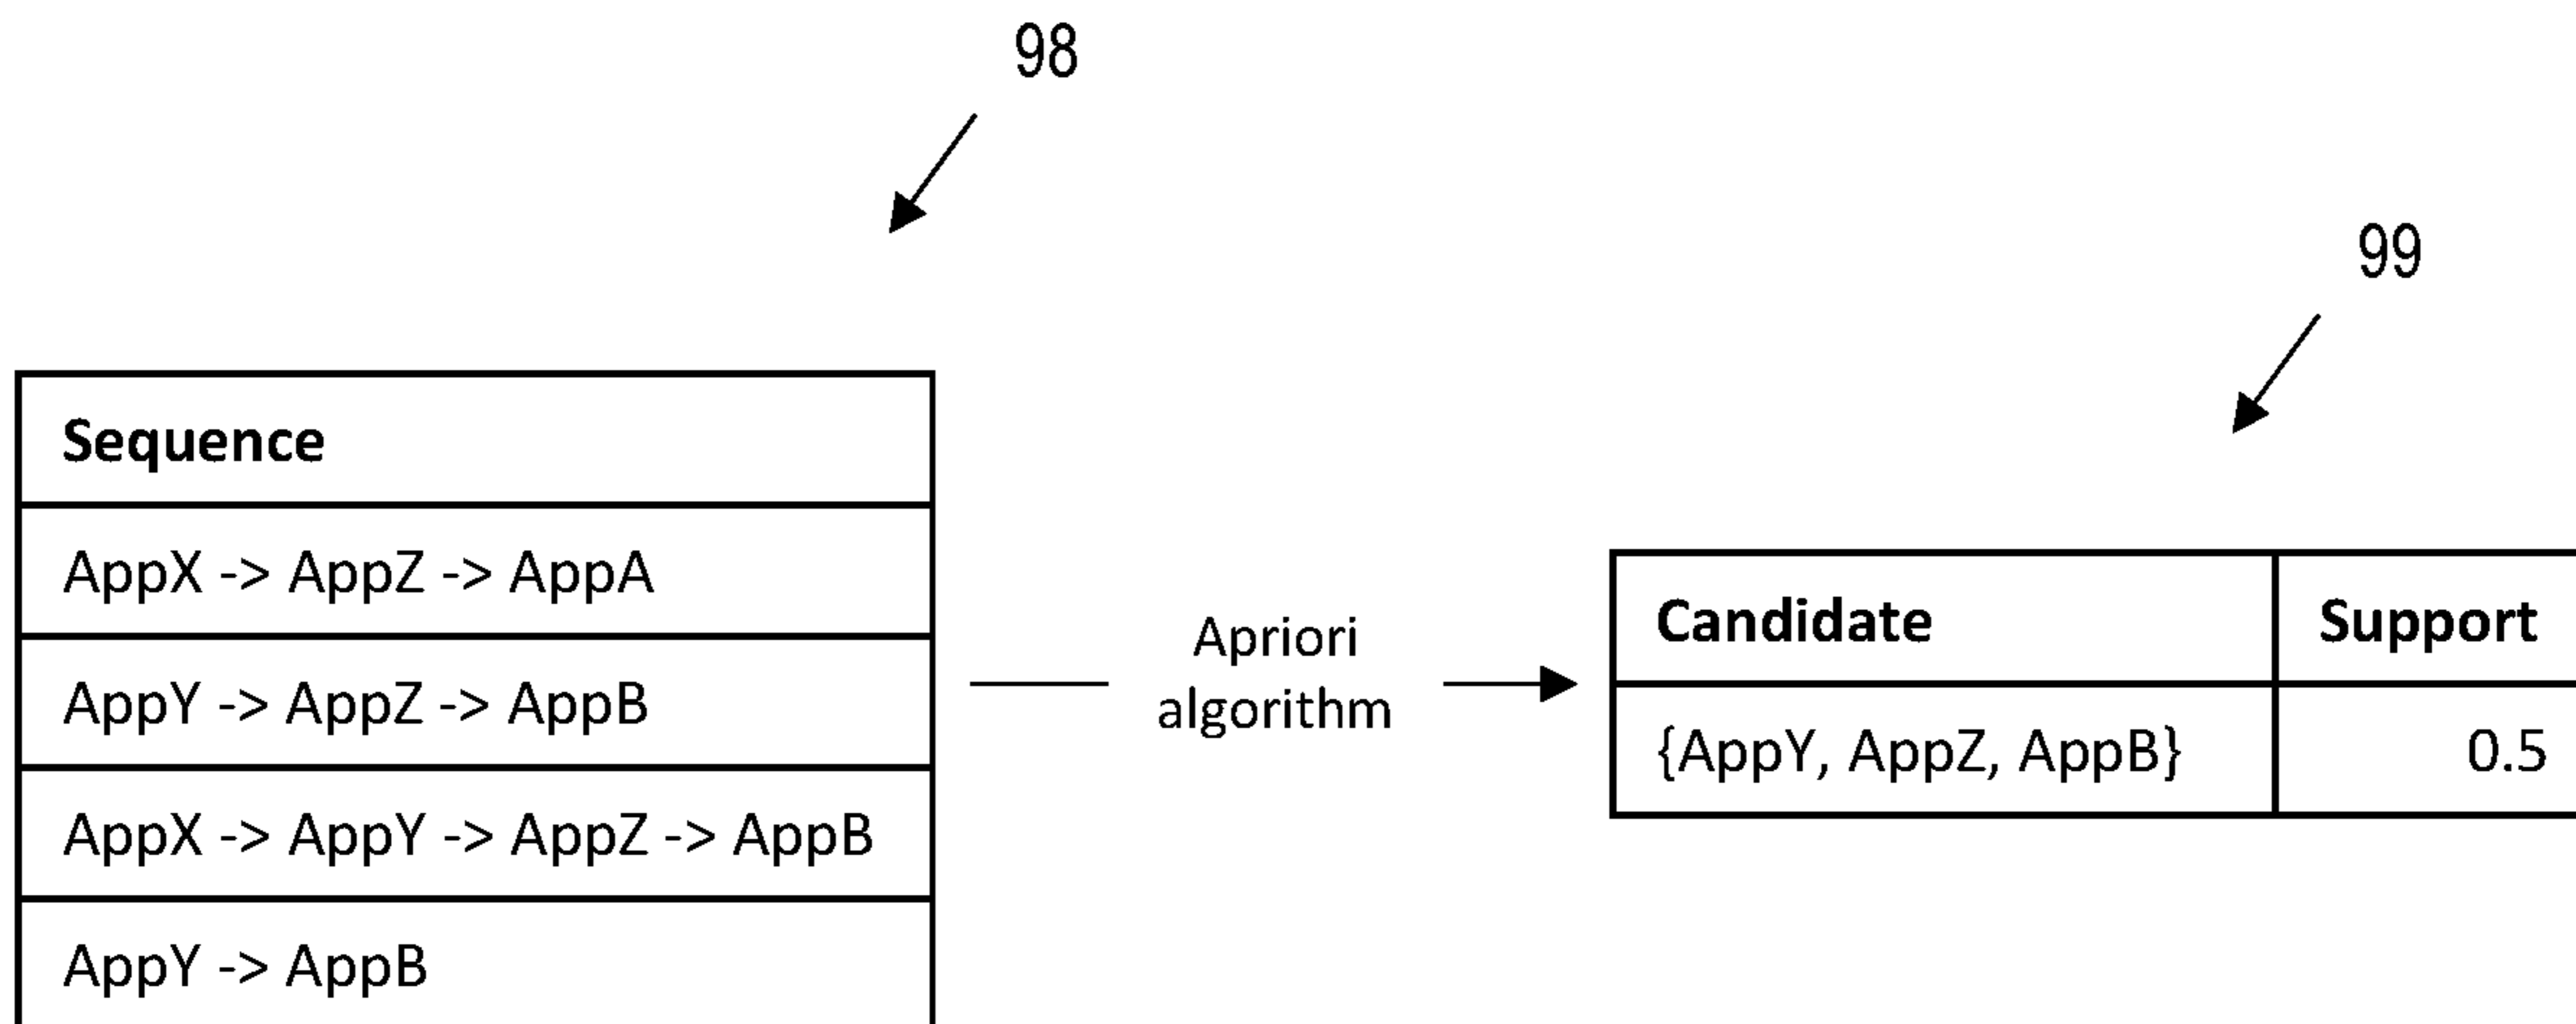 98
99
Sequence
AppX -> AppZ -> AppA
AppY -> AppZ -> AppB
AppX -> AppY -> AppZ -> AppB
AppY -> AppB
Apriori
algorithm
Candidate
Support
{AppY, AppZ, AppB}
0.5